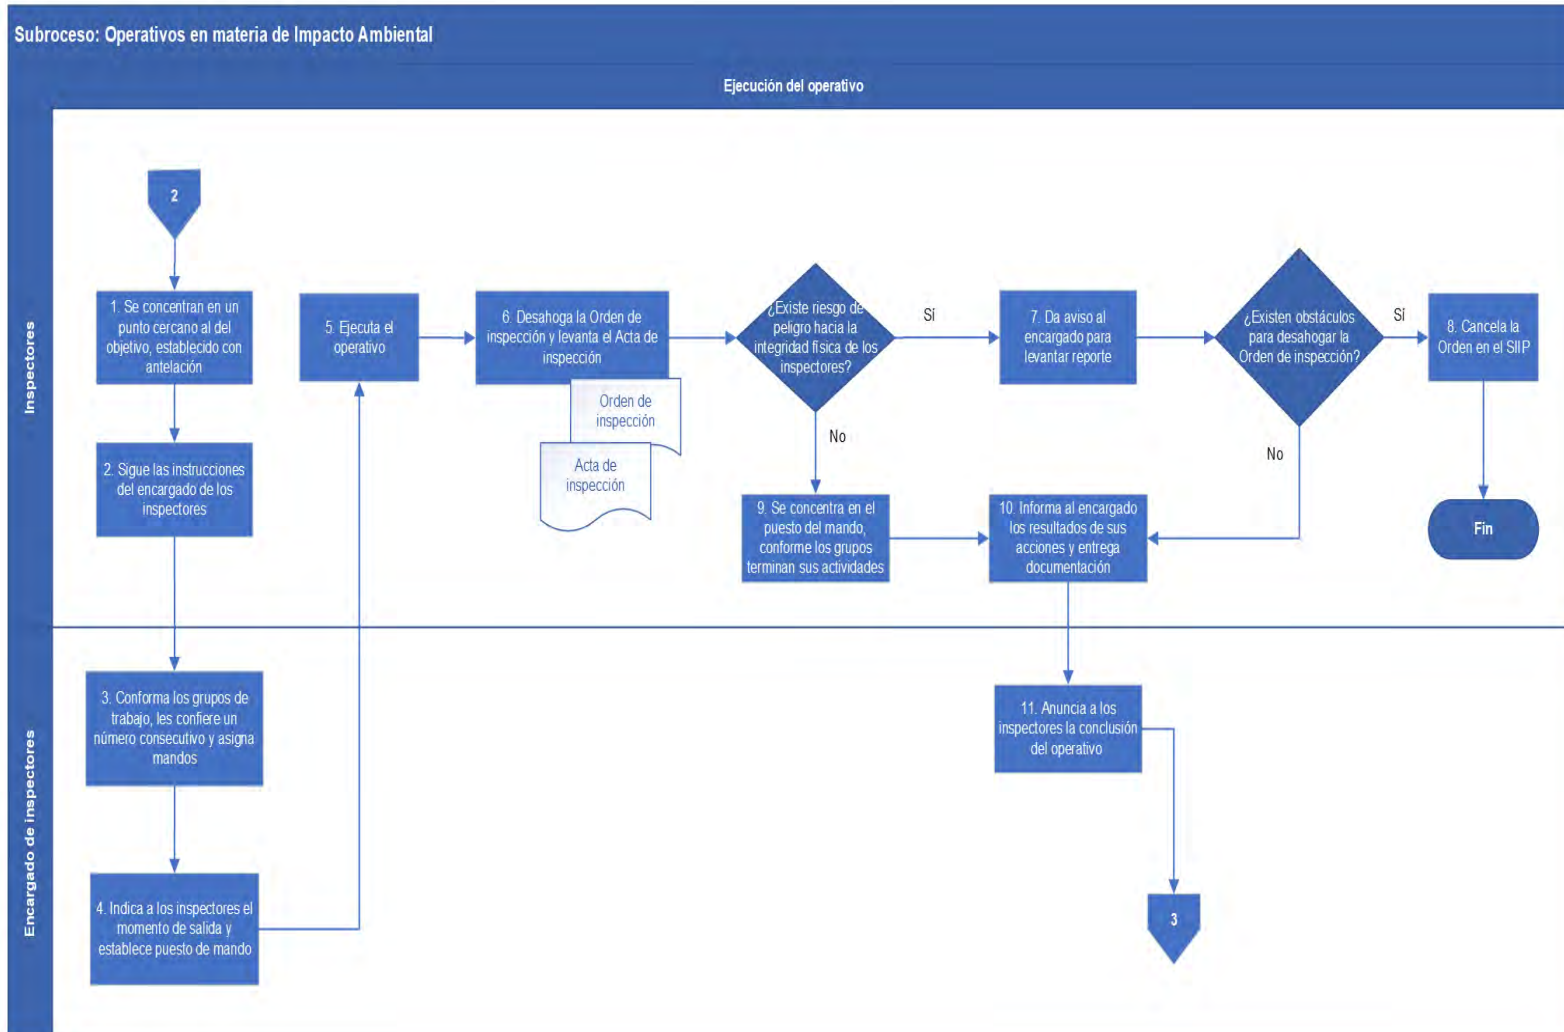 Subroceso: Operativos en materia de Impacto Ambiental
Ejecución del operativo
Inspectores
2
1. Se concentran en un
punto cercano al del
objetivo, establecido con
antelación
2. Sigue las instrucciones
del encargado de los
inspectores
5. Ejecuta el
operativo
6. Desahoga la Orden de
inspección y levanta el Acta de
inspección
Orden de
inspección
Acta de
inspección
¿Existe riesgo de
peligro hacia la
integridad física de los
inspectores?
Sí
No
7. Da aviso al
encargado para
levantar reporte
¿Existen obstáculos
para desahogar la
Orden de inspección?
Sí
No
8. Cancela la
Orden en el SIIP
Fin
9. Se concentra en el
puesto del mando,
conforme los grupos
terminan sus actividades
10. Informa al encargado
los resultados de sus
acciones y entrega
documentación
Encargado de inspectores
3. Conforma los grupos de
trabajo, les confiere un
número consecutivo y asigna
mandos
4. Indica a los inspectores el
momento de salida y
establece puesto de mando
11. Anuncia a los
inspectores la conclusión
del operativo
3